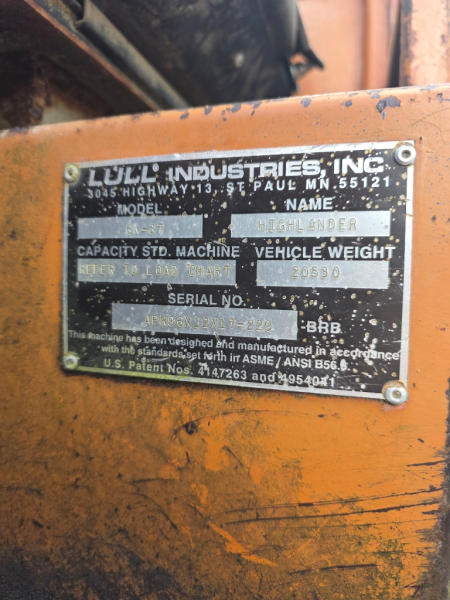 LULL INDUSTRIES, INC
3045 HIGHWAY 13, ST PAUL MN. 55121
MODEL NAME
HIGHLANDER
CAPACITY STD. MACHINE VEHICLE WEIGHT
REFER TO LOAD CHART 20580
SERIAL NO.
BRB
This machine has been designed and manufactured in accordance
with the standards set forth in ASME / ANSI B56.6
U.S. Patent Nos. 4147263 and 4954041